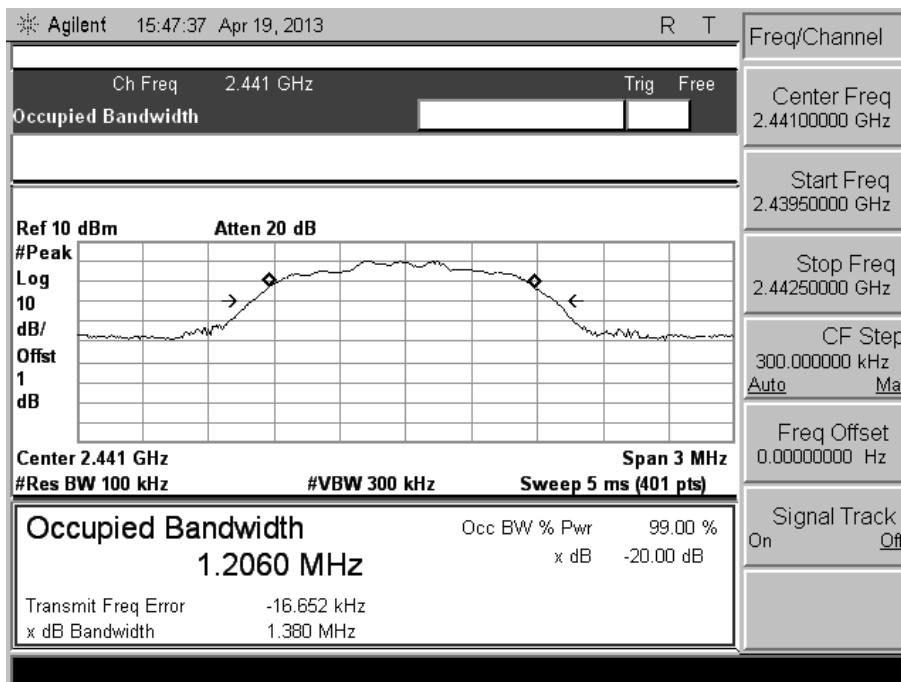 Agilent 15:47:37 Apr 19, 2013 R T
Freq/Channel
Ch Freq 2.441 GHz Trig Free
Occupied Bandwidth
Center Freq
2.44100000 GHz
Start Freq
2.43950000 GHz
Stop Freq
2.44250000 GHz
CF Step
300.000000 kHz
Auto Ma
Freq Offset
0.00000000 Hz
Signal Track
On Off
Ref 10 dBm Atten 20 dB
#Peak
Log
10
dB/
Offst
1
dB
Center 2.441 GHz Span 3 MHz
#Res BW 100 kHz #VBW 300 kHz Sweep 5 ms (401 pts)
Occupied Bandwidth
1.2060 MHz
Occ BW % Pwr 99.00 %
x dB -20.00 dB
Transmit Freq Error -16.652 kHz
x dB Bandwidth 1.380 MHz